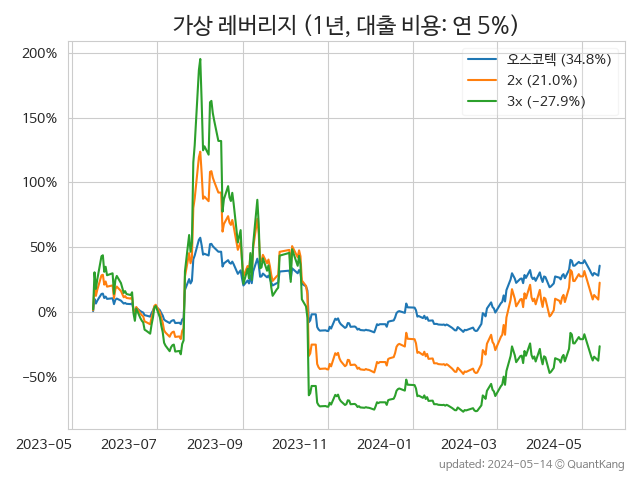 가상 레버리지 (1년, 대출 비용: 연 5%)
오스코텍 (34.8%)
2x (21.0%)
3x (−27.9%)
200%
150%
100%
50%
0%
−50%
2023-05 2023-07 2023-09 2023-11 2024-01 2024-03 2024-05
updated: 2024-05-14 © QuantKang